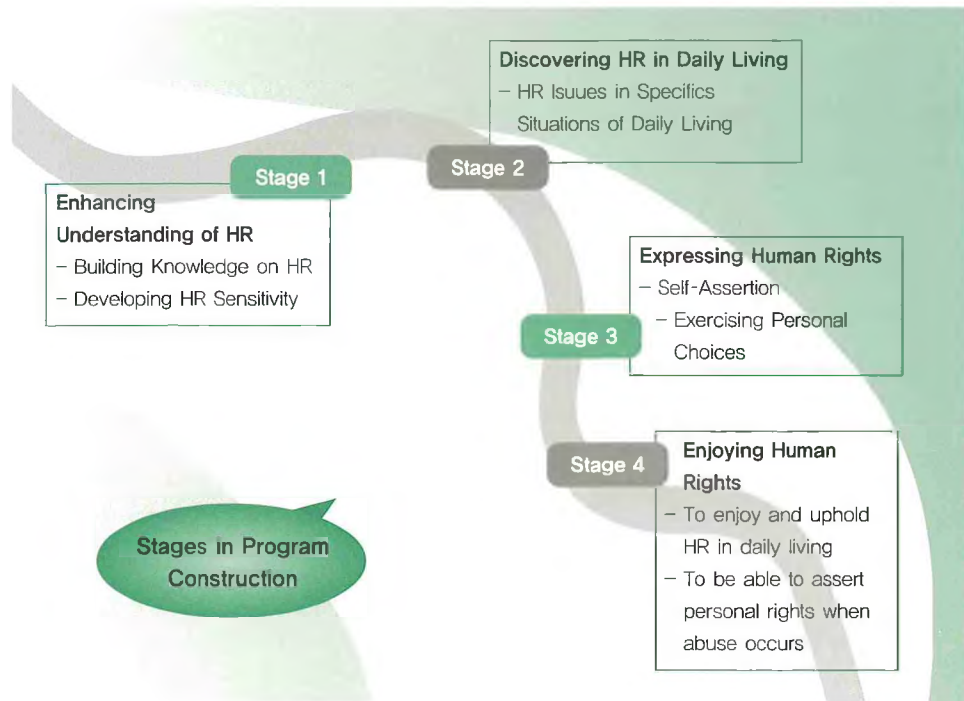 Stage 1
Enhancing
Understanding of HR
- Building Knowledge on HR
- Developing HR Sensitivity
Stage 2
Discovering HR in Daily Living
- HR Isuues in Specifics
Situations of Daily Living
Stage 3
Expressing Human Rights
- Self-Assertion
- Exercising Personal
Choices
Stage 4
Enjoying Human
Rights
- To enjoy and uphold
HR in daily living
- To be able to assert
personal rights when
abuse occurs
Stages in Program
Construction